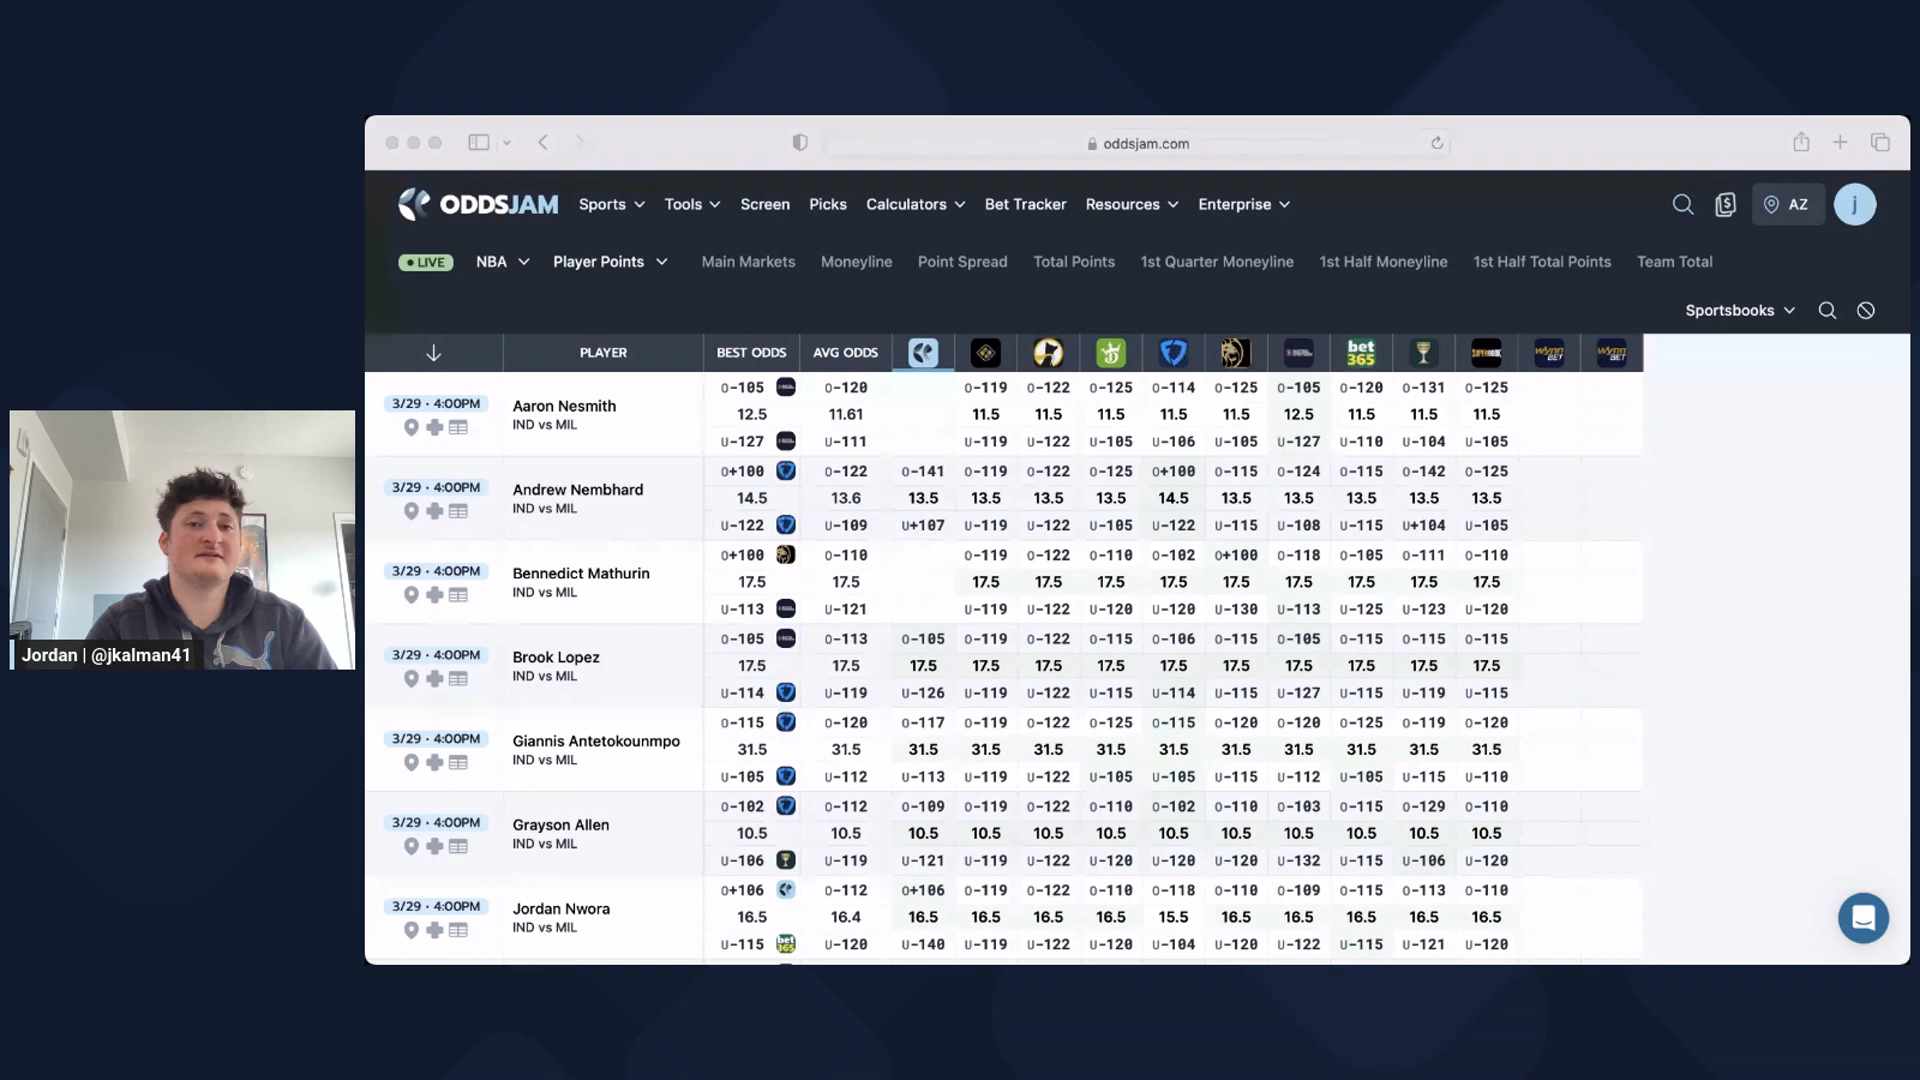 oddsjam.com
ODDSJAM Sports Tools Screen Picks Calculators Bet Tracker Resources Enterprise AZ j
LIVE NBA Player Points Main Markets Moneyline Point Spread Total Points 1st Quarter Moneyline 1st Half Moneyline 1st Half Total Points Team Total
Sportsbooks
PLAYER BEST ODDS AVG ODDS bet365 SUPERBOOK WYNN BET WYNN BET
O-105 O-120 O-119 O-122 O-125 O-114 O-125 O-105 O-120 O-131 O-125
3/29 • 4:00PM Aaron Nesmith 12.5 11.61 11.5 11.5 11.5 11.5 11.5 12.5 11.5 11.5 11.5
IND vs MIL
U-127 U-111 U-119 U-122 U-105 U-106 U-105 U-127 U-110 U-104 U-105
O+100 O-122 O-141 O-119 O-122 O-125 O+100 O-115 O-124 O-115 O-142 O-125
3/29 • 4:00PM Andrew Nembhard 14.5 13.6 13.5 13.5 13.5 13.5 14.5 13.5 13.5 13.5 13.5 13.5
IND vs MIL
U-122 U-109 U+107 U-119 U-122 U-105 U-122 U-115 U-108 U-115 U+104 U-105
O+100 O-110 O-119 O-122 O-110 O-102 O+100 O-118 O-105 O-111 O-110
3/29 • 4:00PM Bennedict Mathurin 17.5 17.5 17.5 17.5 17.5 17.5 17.5 17.5 17.5 17.5 17.5
IND vs MIL
U-113 U-121 U-119 U-122 U-120 U-120 U-130 U-113 U-125 U-123 U-120
O-105 O-113 O-105 O-119 O-122 O-115 O-106 O-115 O-105 O-115 O-115 O-115
3/29 • 4:00PM Brook Lopez 17.5 17.5 17.5 17.5 17.5 17.5 17.5 17.5 17.5 17.5 17.5 17.5
IND vs MIL
U-114 U-119 U-126 U-119 U-122 U-115 U-114 U-115 U-127 U-115 U-119 U-115
O-115 O-120 O-117 O-119 O-122 O-125 O-115 O-120 O-120 O-125 O-119 O-120
3/29 • 4:00PM Giannis Antetokounmpo 31.5 31.5 31.5 31.5 31.5 31.5 31.5 31.5 31.5 31.5 31.5 31.5
IND vs MIL
U-105 U-112 U-113 U-119 U-122 U-105 U-105 U-115 U-112 U-105 U-115 U-110
O-102 O-112 O-109 O-119 O-122 O-110 O-102 O-110 O-103 O-115 O-129 O-110
3/29 • 4:00PM Grayson Allen 10.5 10.5 10.5 10.5 10.5 10.5 10.5 10.5 10.5 10.5 10.5 10.5
IND vs MIL
U-106 U-119 U-121 U-119 U-122 U-120 U-120 U-120 U-132 U-115 U-106 U-120
O+106 O-112 O+106 O-119 O-122 O-110 O-118 O-110 O-109 O-115 O-113 O-110
3/29 • 4:00PM Jordan Nwora 16.5 16.4 16.5 16.5 16.5 16.5 15.5 16.5 16.5 16.5 16.5 16.5
IND vs MIL
U-115 bet365 U-120 U-140 U-119 U-122 U-120 U-104 U-120 U-122 U-115 U-121 U-120
Jordan | @jkalman41